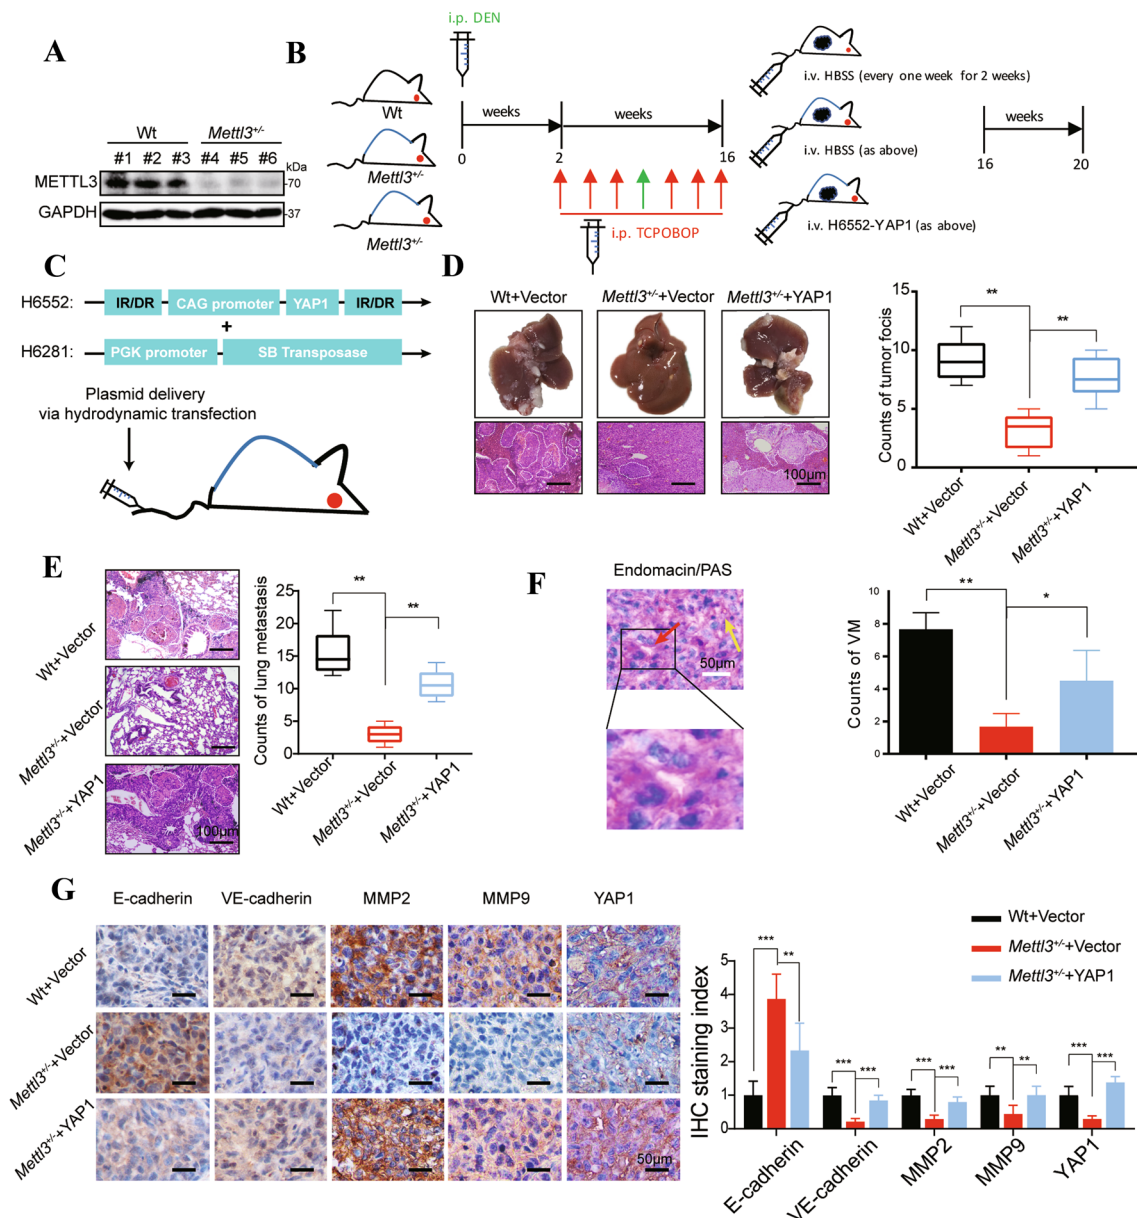 A
Wt
Mettl3+/-
#1 #2 #3 #4 #5 #6
kDa
METTL3
-70
GAPDH
-37
B
i.p. DEN
Wt
Mettl3+/-
Mettl3+/-
weeks
weeks
0
2
16
i.p. TCPOBOP
i.v. HBSS (every one week for 2 weeks)
i.v. HBSS (as above)
i.v. H6552-YAP1 (as above)
weeks
16
20
C
H6552:
IR/DR
CAG promoter
YAP1
IR/DR
+
H6281:
PGK promoter
SB Transposase
Plasmid delivery
via hydrodynamic transfection
D
Wt+Vector
Mettl3+/-+Vector
Mettl3+/-+YAP1
100μm
Counts of tumor focis
15
10
5
0
**
**
Wt+Vector
Mettl3+/-+Vector
Mettl3+/-+YAP1
E
Wt+Vector
Mettl3+/-+Vector
Mettl3+/-+YAP1
100μm
Counts of lung metastasis
25
20
15
10
5
0
**
**
Wt+Vector
Mettl3+/-+Vector
Mettl3+/-+YAP1
F
Endomacin/PAS
50μm
Counts of VM
10
8
6
4
2
0
**
*
Wt+Vector
Mettl3+/-+Vector
Mettl3+/-+YAP1
G
E-cadherin
VE-cadherin
MMP2
MMP9
YAP1
Wt+Vector
Mettl3+/-+Vector
Mettl3+/-+YAP1
50μm
Wt+Vector
Mettl3+/-+Vector
Mettl3+/-+YAP1
IHC staining index
5
4
3
2
1
0
***
**
***
***
***
***
**
**
***
***
E-cadherin
VE-cadherin
MMP2
MMP9
YAP1